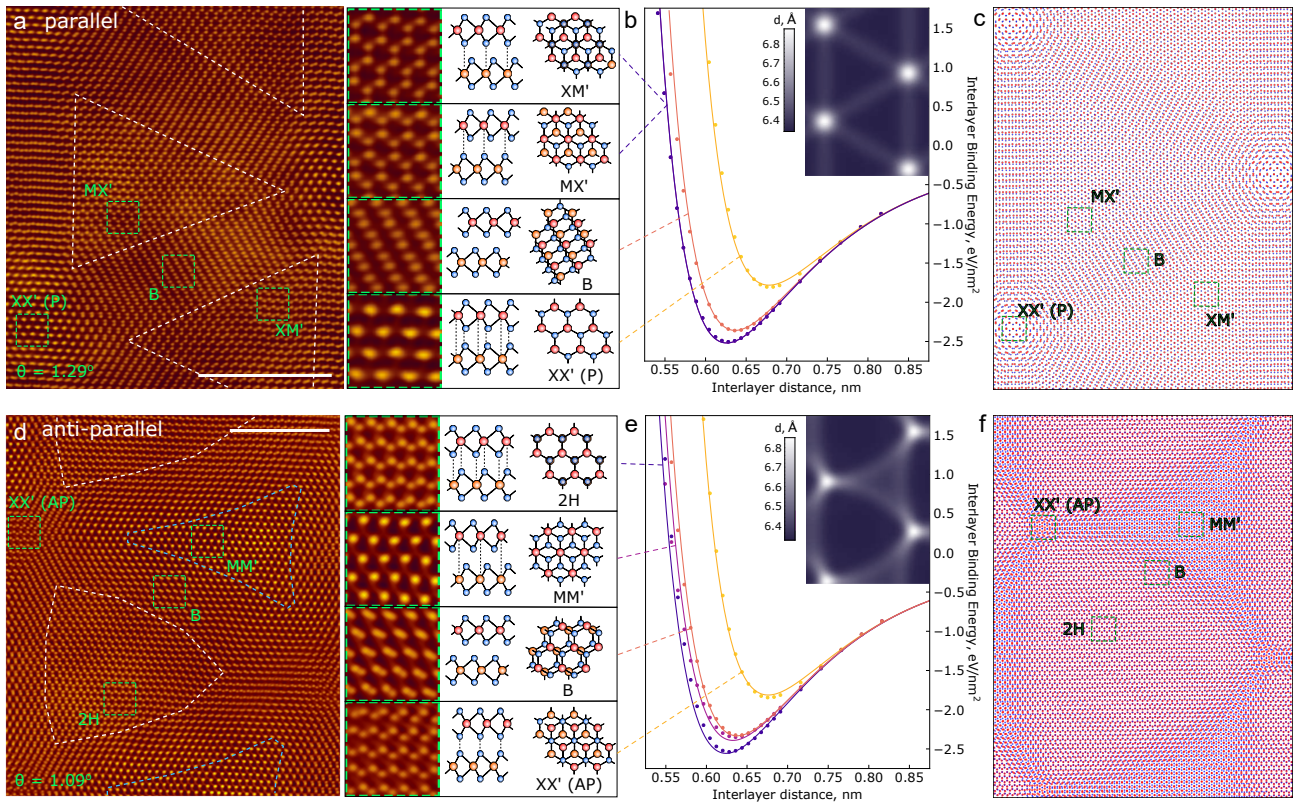 a parallel
MX'
B
XX' (P)
XM'
θ = 1.29°
XM'
MX'
B
XX' (P)
b
d, Å
6.8
6.6
6.5
6.4
1.5
1.0
0.5
0.0
−0.5
−1.0
−1.5
−2.0
−2.5
Interlayer Binding Energy, eV/nm²
0.55 0.60 0.65 0.70 0.75 0.80 0.85
Interlayer distance, nm
c
MX'
B
XM'
XX' (P)
d anti-parallel
XX' (AP)
MM'
B
2H
θ = 1.09°
2H
MM'
B
XX' (AP)
e
d, Å
6.8
6.7
6.6
6.5
6.4
1.5
1.0
0.5
0.0
−0.5
−1.0
−1.5
−2.0
−2.5
Interlayer Binding Energy, eV/nm²
0.55 0.60 0.65 0.70 0.75 0.80 0.85
Interlayer distance, nm
f
XX' (AP)
MM'
B
2H